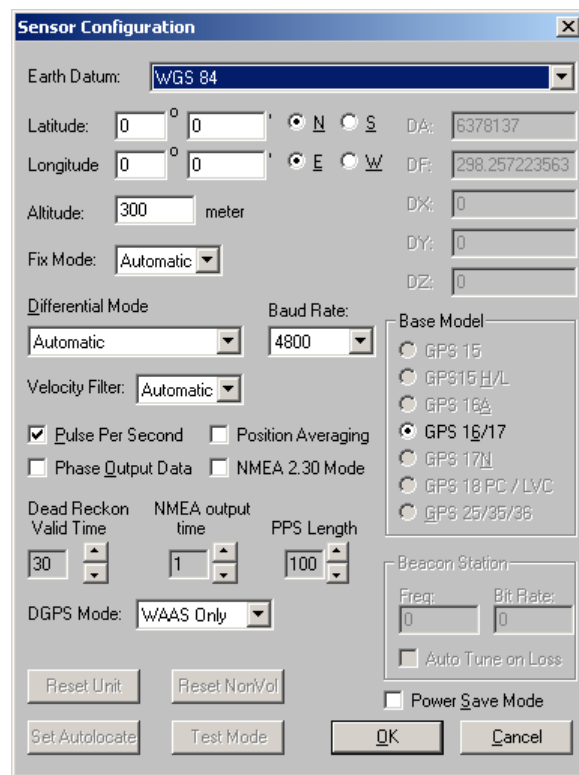 Sensor Configuration
Earth Datum: WGS 84
Latitude: 0 ° 0 ' N S
Longitude 0 ° 0 ' E W
Altitude: 300 meter
Fix Mode: Automatic
DA: 6378137
DF: 298.257223563
DX: 0
DY: 0
DZ: 0
Differential Mode
Automatic
Baud Rate:
4800
Velocity Filter: Automatic
Pulse Per Second Position Averaging
Phase Output Data NMEA 2.30 Mode
Dead Reckon
Valid Time
30
NMEA output
time
1
PPS Length
100
DGPS Mode: WAAS Only
Base Model
GPS 15
GPS15 H/L
GPS 16A
GPS 16/17
GPS 17N
GPS 18 PC / LVC
GPS 25/35/36
Beacon Station
Freq: Bit Rate:
0 0
Auto Tune on Loss
Power Save Mode
Reset Unit Reset NonVol
Set Autolocate Test Mode OK Cancel